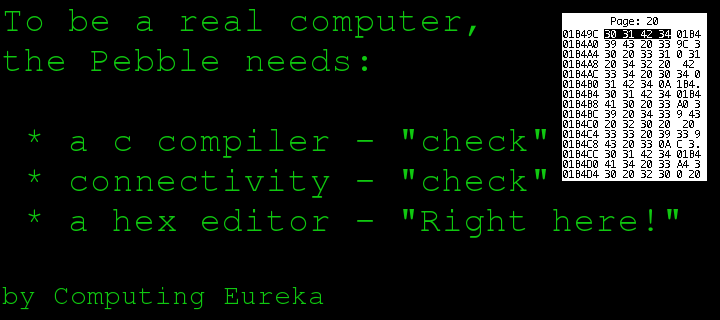 To be a real computer,
the Pebble needs:
* a c compiler - "check"
* connectivity - "check"
* a hex editor - "Right here!"
by Computing Eureka
Page: 20
01B49C 30 31 42 34 01B4
01B4A0 39 43 20 33 9C 3
01B4A4 30 20 33 31 0 31
01B4A8 20 34 32 20 42
01B4AC 33 34 20 30 34 0
01B4B0 31 42 34 0A 1B4.
01B4B4 30 31 42 34 01B4
01B4B8 41 30 20 33 A0 3
01B4BC 39 20 34 33 9 43
01B4C0 20 32 30 20 20
01B4C4 33 33 20 39 33 9
01B4C8 43 20 33 0A C 3.
01B4CC 30 31 42 34 01B4
01B4D0 41 34 20 33 A4 3
01B4D4 30 20 32 30 0 20